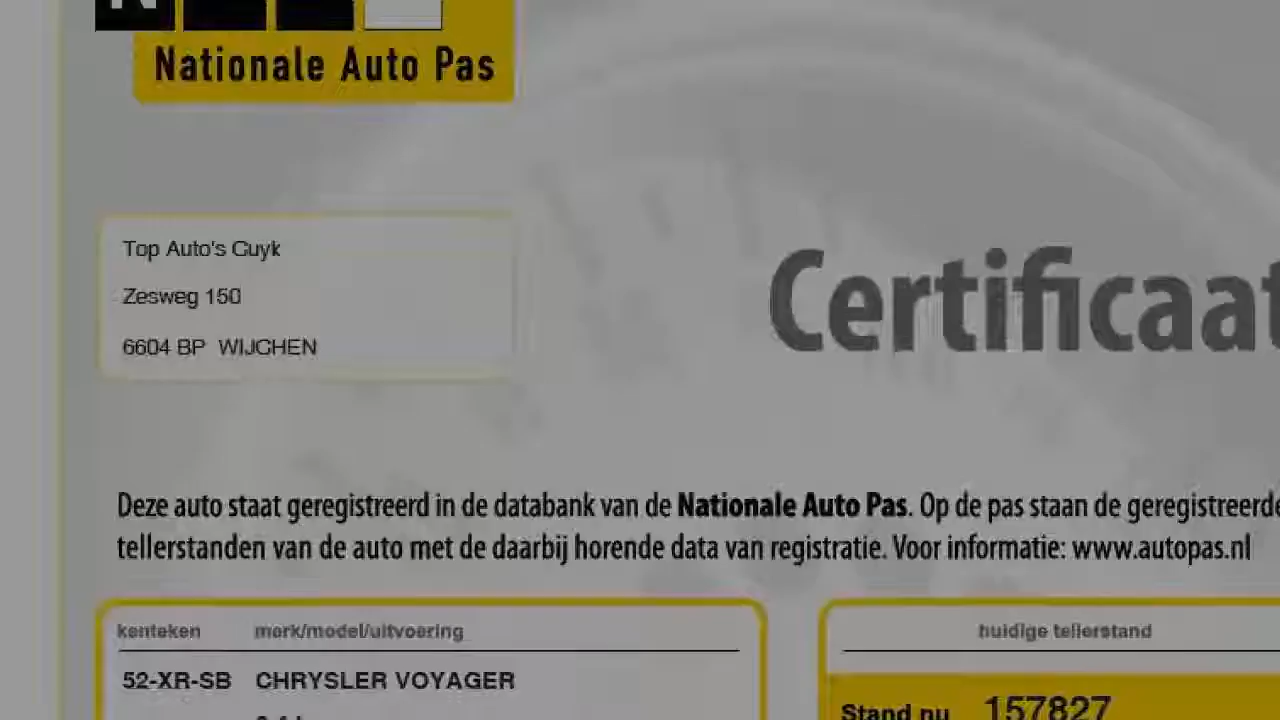 N
Nationale Auto Pas
Top Auto's Cuyk
Zesweg 150
6604 BP WIJCHEN
Certificaat
Deze auto staat geregistreerd in de databank van de Nationale Auto Pas. Op de pas staan de geregistreerde
tellerstanden van de auto met de daarbij horende data van registratie. Voor informatie: www.autopas.nl
kenteken merk/model/uitvoering
52-XR-SB CHRYSLER VOYAGER
huidige tellerstand
Stand nu 157827